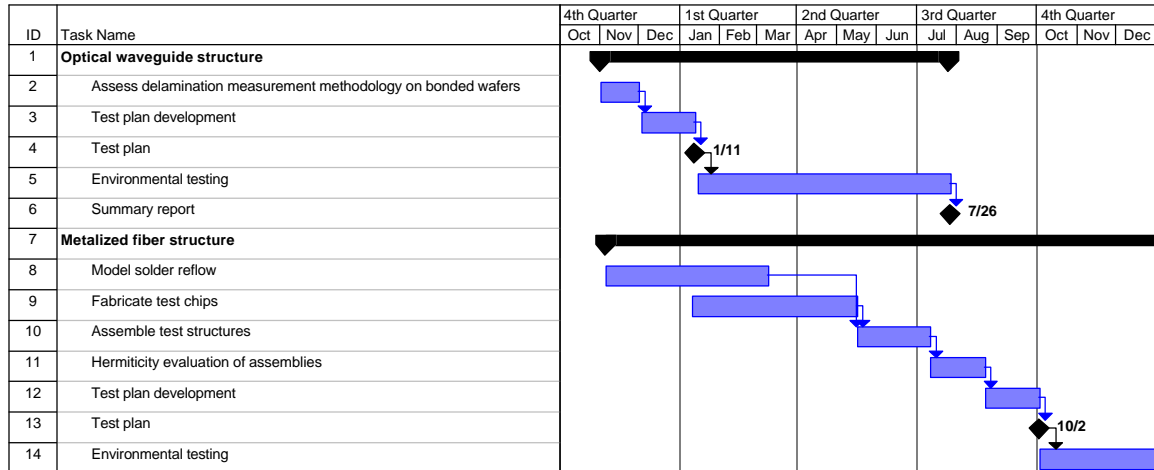 4th Quarter 1st Quarter 2nd Quarter 3rd Quarter 4th Quarter
ID Task Name Oct Nov Dec Jan Feb Mar Apr May Jun Jul Aug Sep Oct Nov Dec
1 Optical waveguide structure
2 Assess delamination measurement methodology on bonded wafers
3 Test plan development
4 Test plan 1/11
5 Environmental testing
6 Summary report 7/26
7 Metalized fiber structure
8 Model solder reflow
9 Fabricate test chips
10 Assemble test structures
11 Hermiticity evaluation of assemblies
12 Test plan development
13 Test plan 10/2
14 Environmental testing